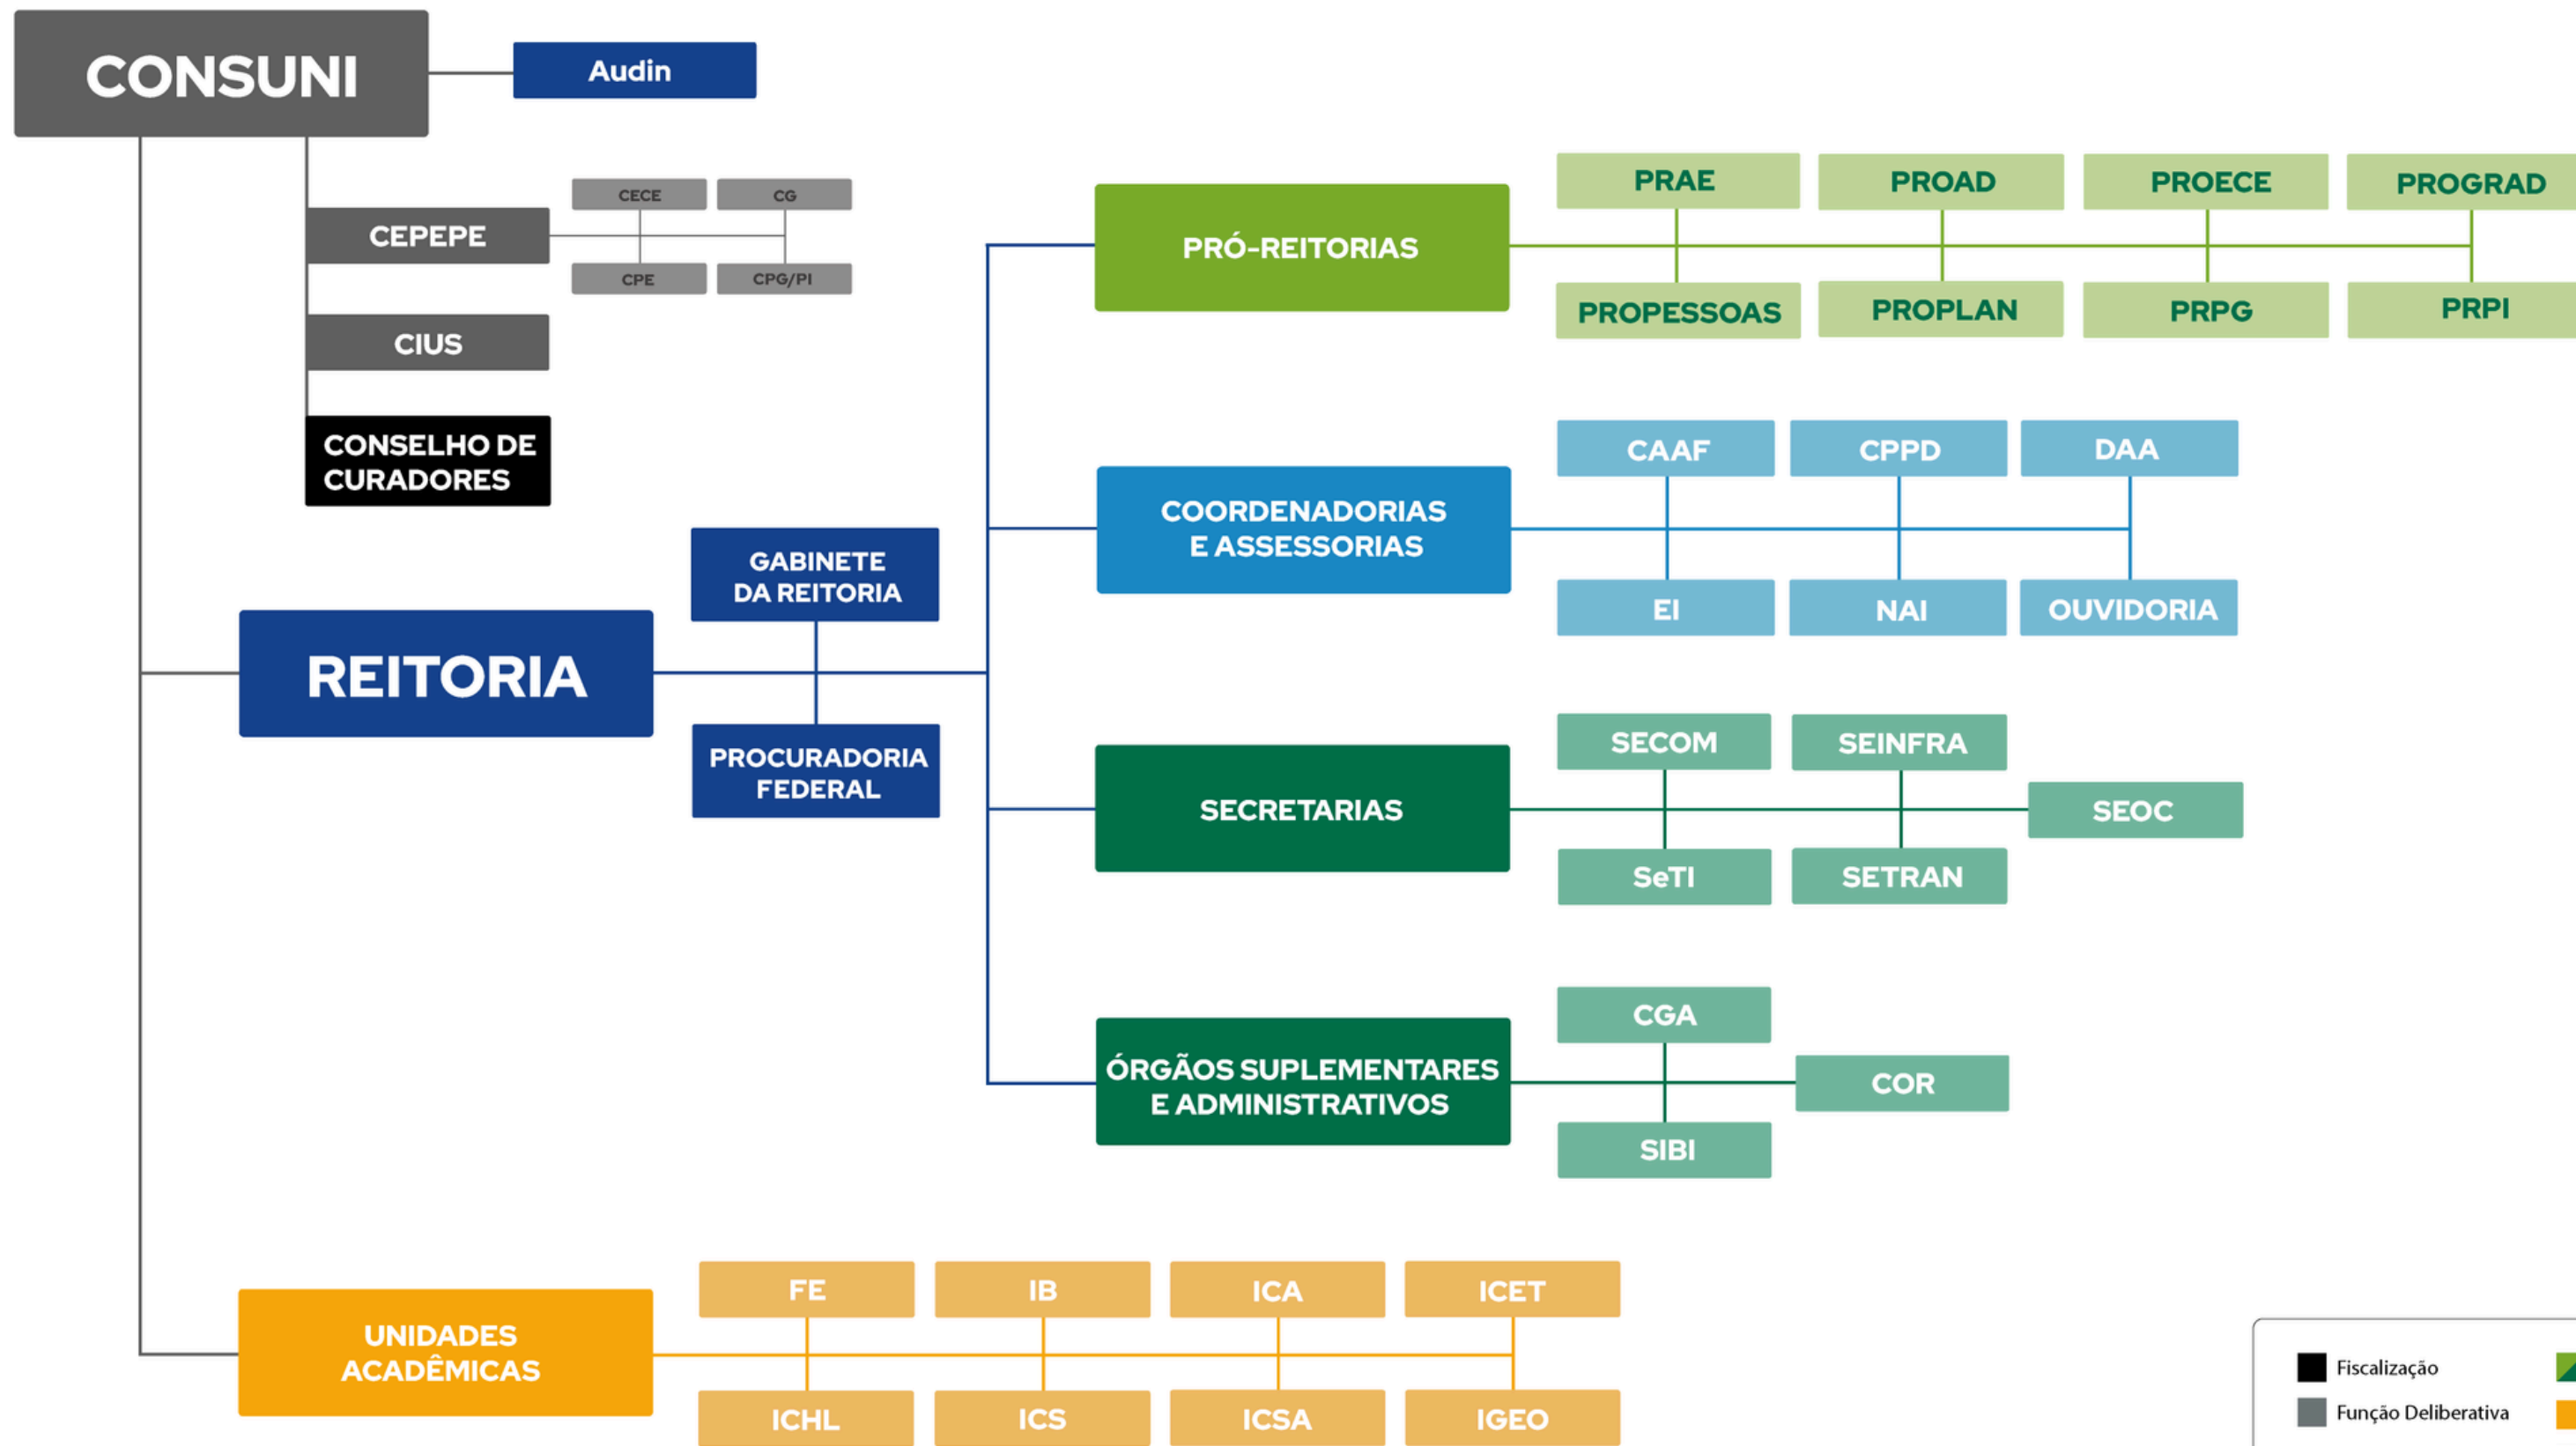 CONSUNI
Audin
CEPEPE
CECE
CG
CPE
CPG/PI
CIUS
CONSELHO DE
CURADORES
REITORIA
GABINETE
DA REITORIA
PROCURADORIA
FEDERAL
PRÓ-REITORIAS
PRAE
PROAD
PROECE
PROGRAD
PROPESSOAS
PROPLAN
PRPG
PRPI
COORDENADORIAS
E ASSESSORIAS
CAAF
CPPD
DAA
EI
NAI
OUVIDORIA
SECRETARIAS
SECOM
SEINFRA
SEOC
SeTI
SETRAN
ÓRGÃOS SUPLEMENTARES
E ADMINISTRATIVOS
CGA
COR
SIBI
UNIDADES
ACADÊMICAS
FE
IB
ICA
ICET
ICHL
ICS
ICSA
IGEO
Fiscalização
Função Deliberativa